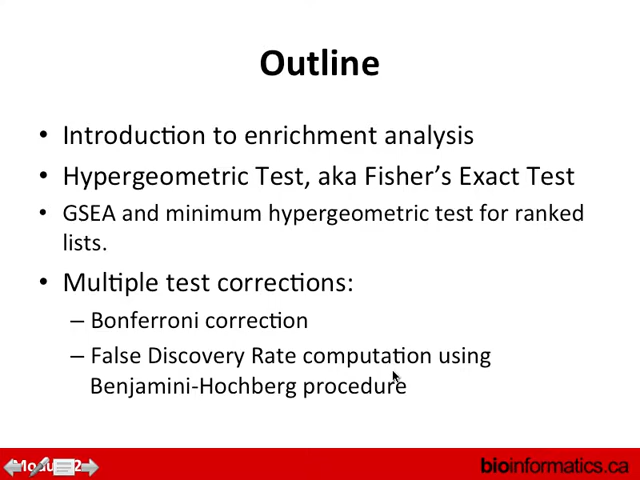 Outline
• Introduction to enrichment analysis
• Hypergeometric Test, aka Fisher's Exact Test
• GSEA and minimum hypergeometric test for ranked
lists.
• Multiple test corrections:
– Bonferroni correction
– False Discovery Rate computation using
Benjamini-Hochberg procedure
bioinformatics.ca